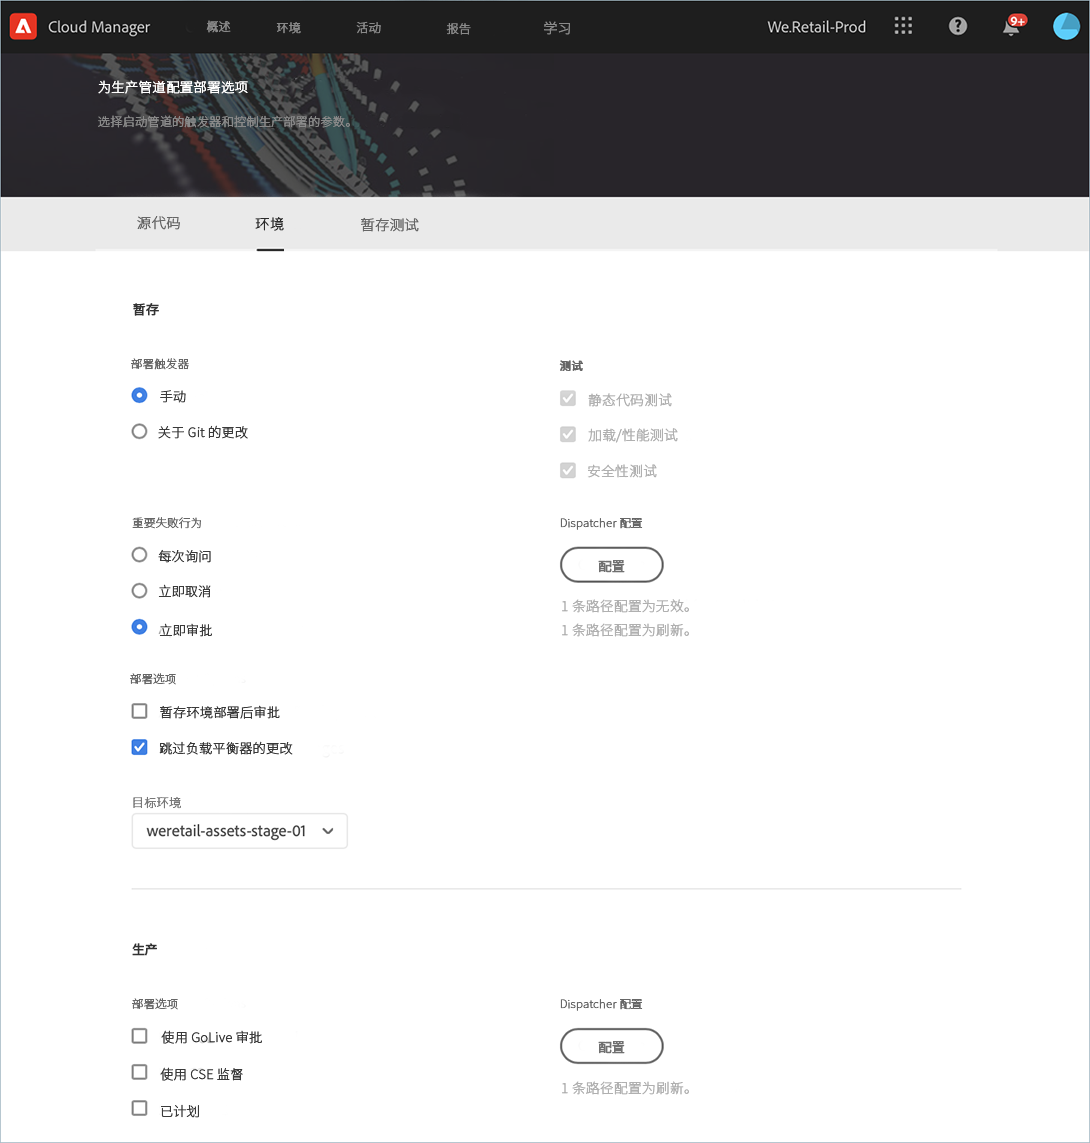 Cloud Manager 概述 环境 活动 报告 学习 We.Retail-Prod 9+
为生产管道配置部署选项
选择启动管道的触发器和控制生产部署的参数。
源代码 环境 暂存测试
暂存
部署触发器
手动
关于 Git 的更改
测试
静态代码测试
加载/性能测试
安全性测试
重要失败行为
每次询问
立即取消
立即审批
Dispatcher 配置
配置
1 条路径配置为无效。
1 条路径配置为刷新。
部署选项
暂存环境部署后审批
跳过负载平衡器的更改
目标环境
weretail-assets-stage-01
生产
部署选项
使用 GoLive 审批
使用 CSE 监督
已计划
Dispatcher 配置
配置
1 条路径配置为刷新。